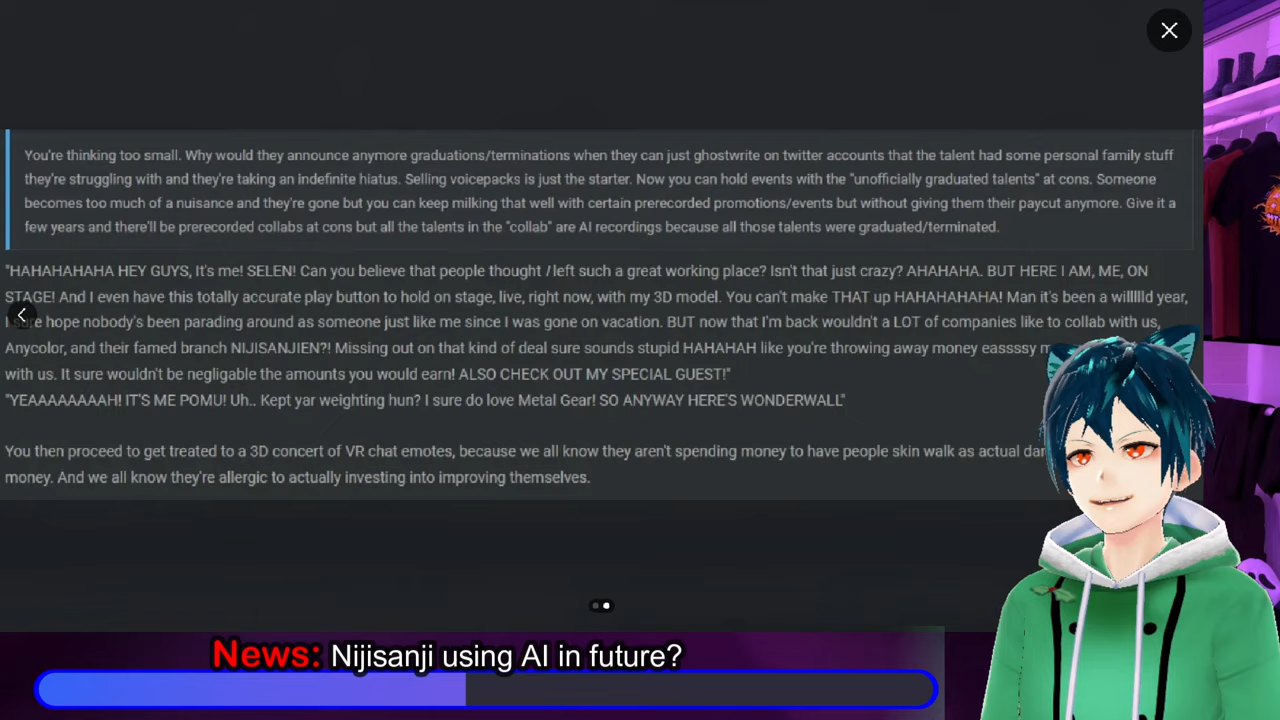 You're thinking too small. Why would they announce anymore graduations/terminations when they can just ghostwrite on twitter accounts that the talent had some personal family stuff
they're struggling with and they're taking an indefinite hiatus. Selling voicepacks is just the starter. Now you can hold events with the "unofficially graduated talents" at cons. Someone
becomes too much of a nuisance and they're gone but you can keep milking that well with certain prerecorded promotions/events but without giving them their paycut anymore. Give it a
few years and there'll be prerecorded collabs at cons but all the talents in the "collab" are AI recordings because all those talents were graduated/terminated.
"HAHAHAHAHA HEY GUYS, It's me! SELEN! Can you believe that people thought I left such a great working place? Isn't that just crazy? AHAHAHA. BUT HERE I AM, ME, ON
STAGE! And I even have this totally accurate play button to hold on stage, live, right now, with my 3D model. You can't make THAT up HAHAHAHAHA! Man it's been a willllld year,
I sure hope nobody's been parading around as someone just like me since I was gone on vacation. BUT now that I'm back wouldn't a LOT of companies like to collab with us,
Anycolor, and their famed branch NIJISANJIEN?! Missing out on that kind of deal sure sounds stupid HAHAHAH like you're throwing away money eassssy
with us. It sure wouldn't be negligable the amounts you would earn! ALSO CHECK OUT MY SPECIAL GUEST!"
"YEAAAAAAAAH! IT'S ME POMU! Uh.. Kept yar weighting hun? I sure do love Metal Gear! SO ANYWAY HERE'S WONDERWALL"
You then proceed to get treated to a 3D concert of VR chat emotes, because we all know they aren't spending money to have people skin walk as actual
money. And we all know they're allergic to actually investing into improving themselves.
News: Nijisanji using AI in future?